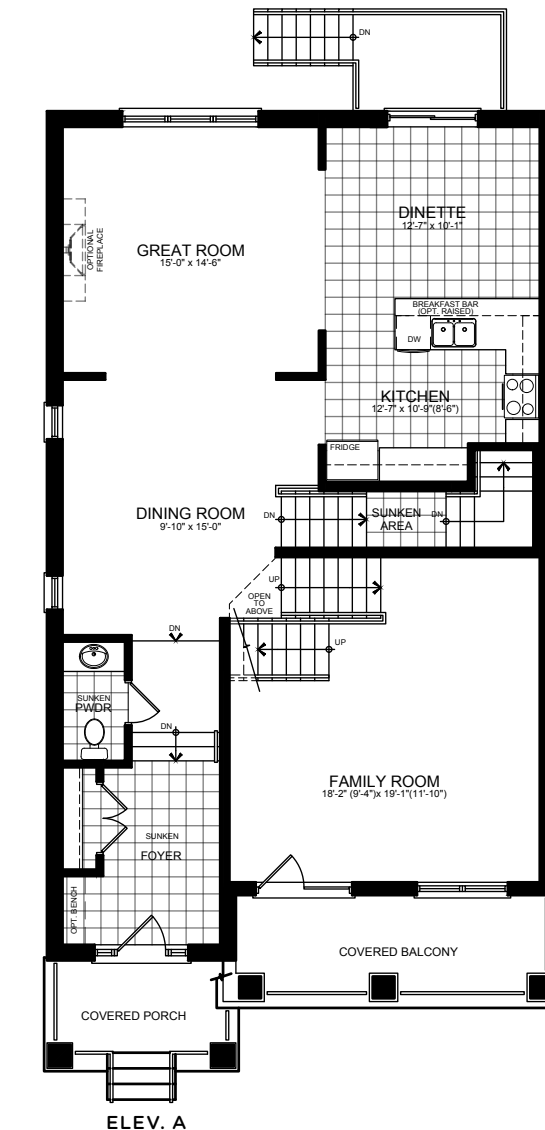 DN
DINETTE
12'-7" x 10'-1"
GREAT ROOM
15'-0" x 14'-6"
OPTIONAL
FIREPLACE
BREAKFAST BAR
(OPT. RAISED)
DW
KITCHEN
12'-7" x 10'-9"(8'-6")
FRIDGE
DINING ROOM
9'-10" x 15'-0"
DN
SUNKEN
AREA
DN
UP
OPEN
TO
ABOVE
UP
DN
SUNKEN
PWDR
DN
FAMILY ROOM
18'-2" (9'-4")x 19'-1"(11'-10")
SUNKEN
FOYER
OPT. BENCH
COVERED BALCONY
COVERED PORCH
ELEV. A